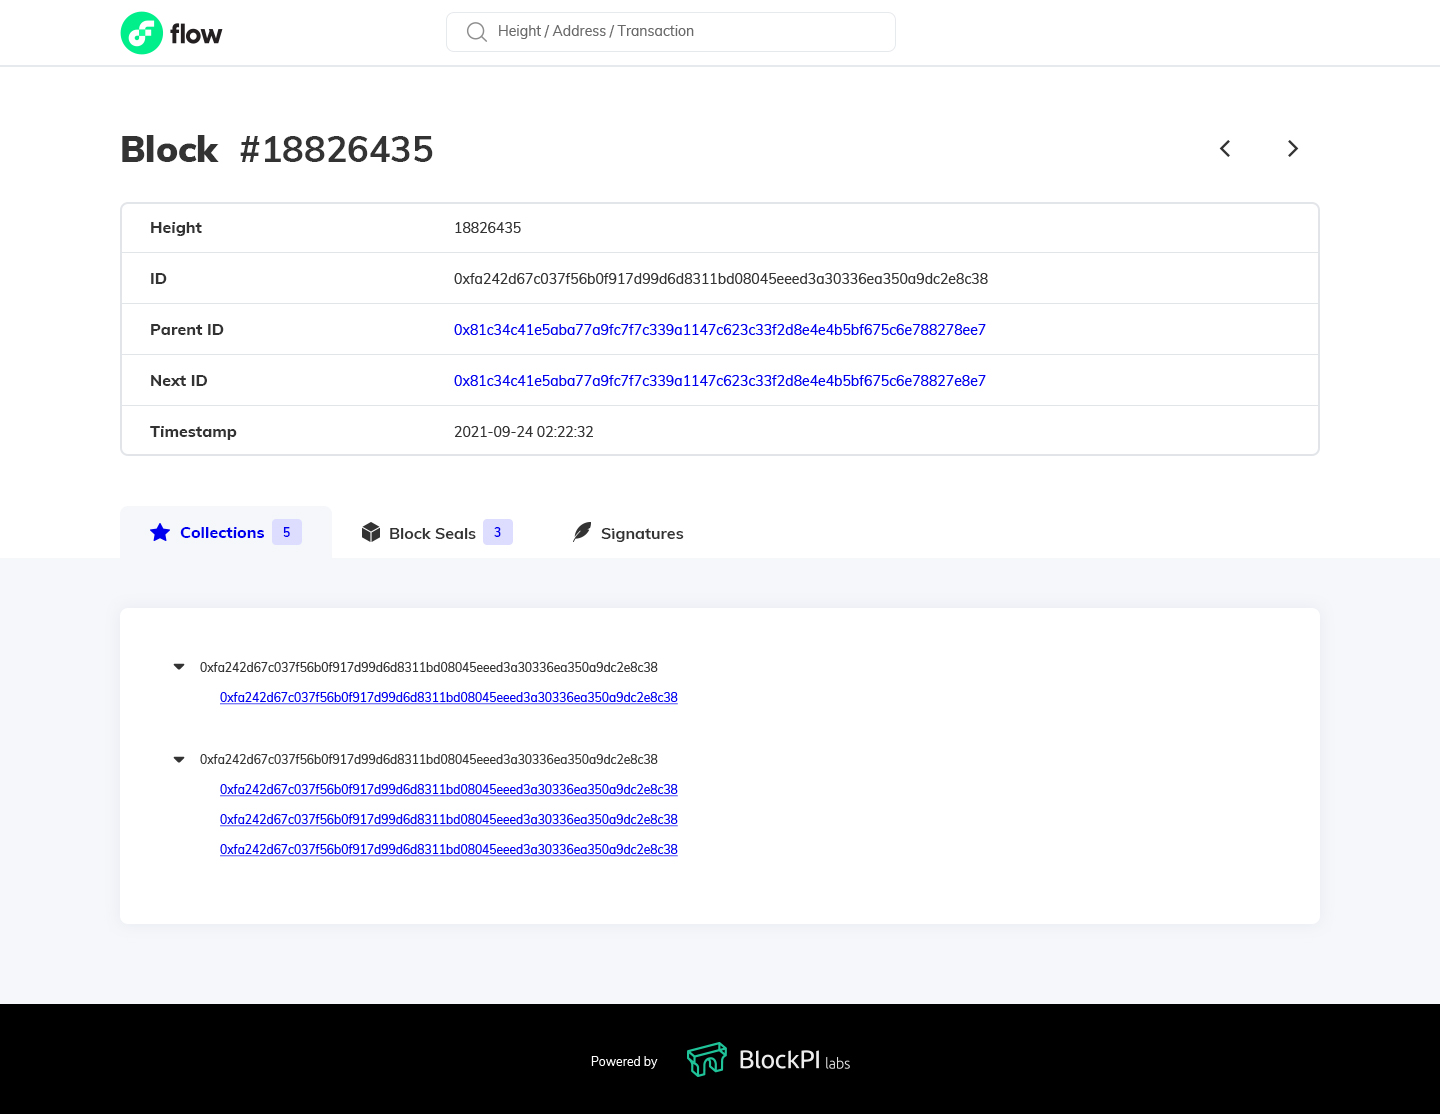 flow
Height / Address / Transaction
Block #18826435
Height 18826435
ID 0xfa242d67c037f56b0f917d99d6d8311bd08045eeed3a30336ea350a9dc2e8c38
Parent ID 0x81c34c41e5aba77a9fc7f7c339a1147c623c33f2d8e4e4b5bf675c6e788278ee7
Next ID 0x81c34c41e5aba77a9fc7f7c339a1147c623c33f2d8e4e4b5bf675c6e78827e8e7
Timestamp 2021-09-24 02:22:32
Collections 5 Block Seals 3 Signatures
0xfa242d67c037f56b0f917d99d6d8311bd08045eeed3a30336ea350a9dc2e8c38
0xfa242d67c037f56b0f917d99d6d8311bd08045eeed3a30336ea350a9dc2e8c38
0xfa242d67c037f56b0f917d99d6d8311bd08045eeed3a30336ea350a9dc2e8c38
0xfa242d67c037f56b0f917d99d6d8311bd08045eeed3a30336ea350a9dc2e8c38
0xfa242d67c037f56b0f917d99d6d8311bd08045eeed3a30336ea350a9dc2e8c38
0xfa242d67c037f56b0f917d99d6d8311bd08045eeed3a30336ea350a9dc2e8c38
Powered by BlockPI labs